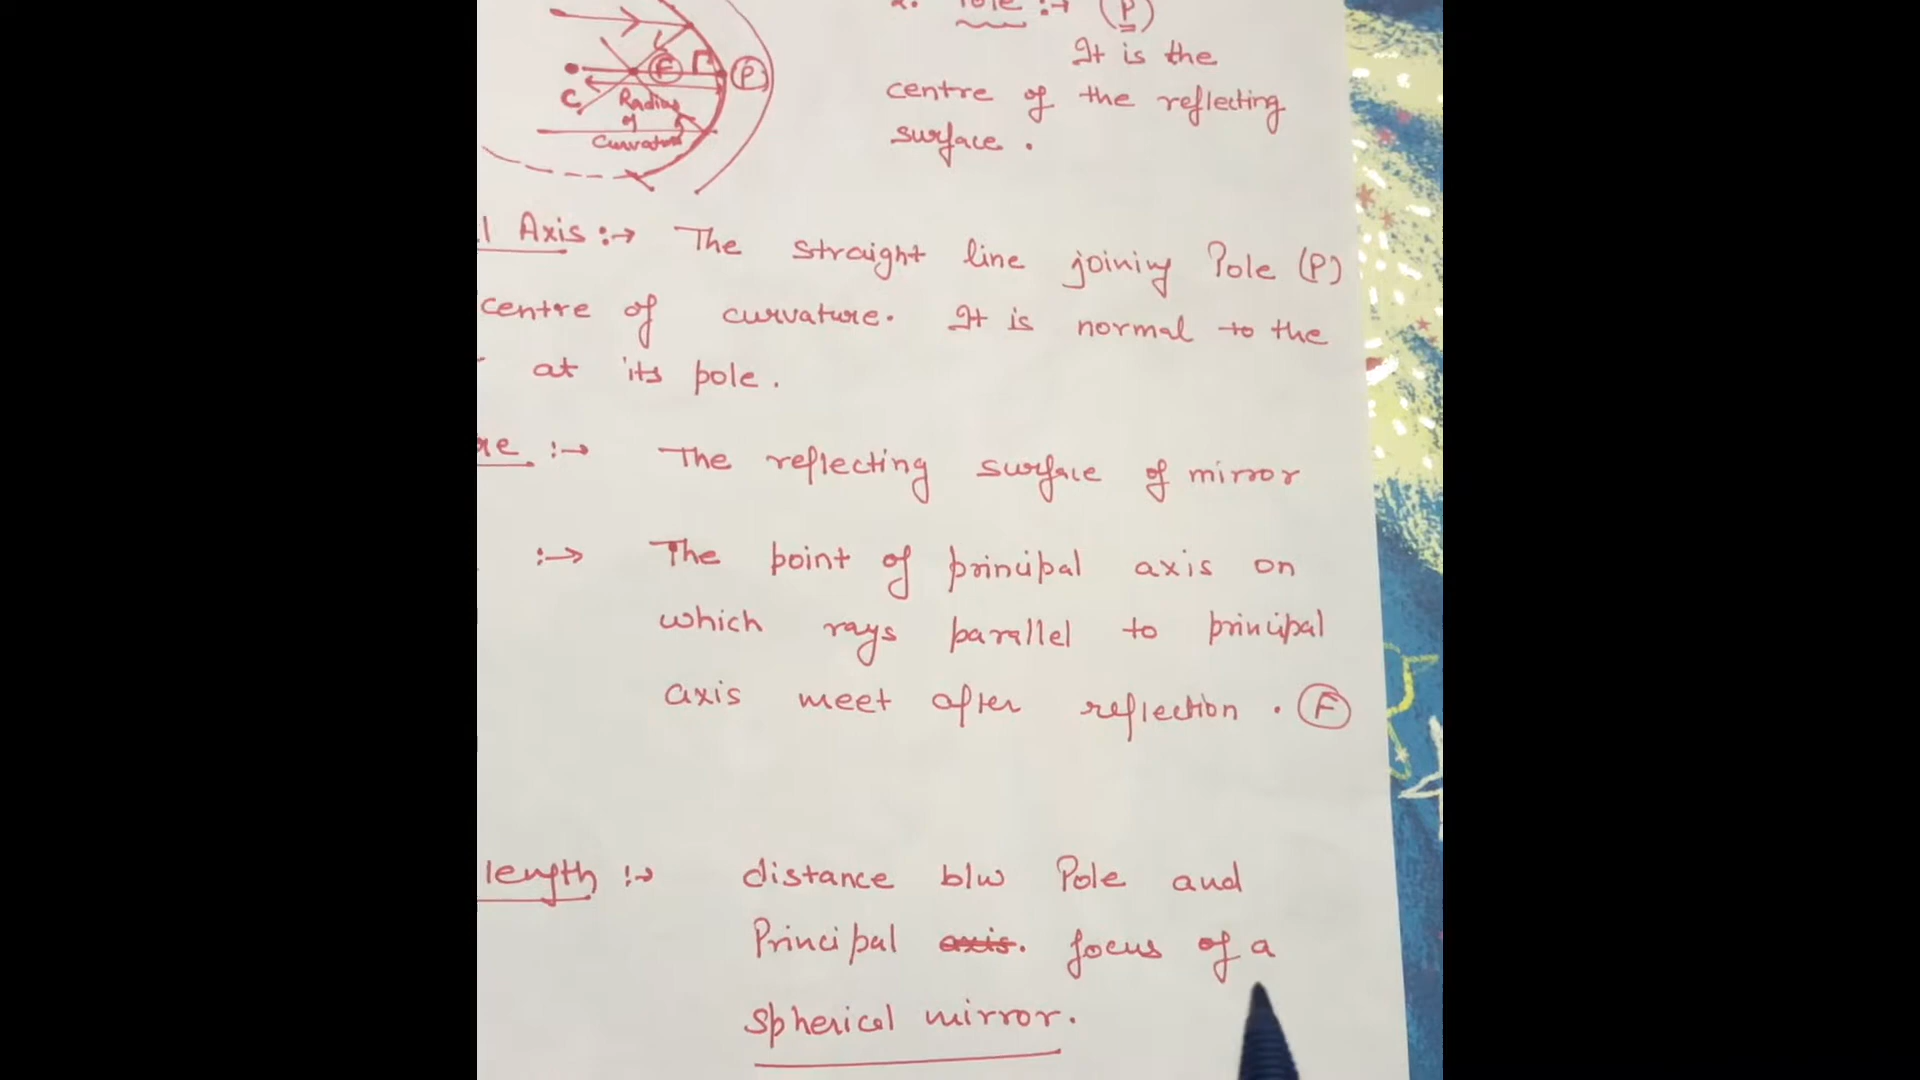 F
P
C
Radius
of
Curvature
2. Pole :→ (P)
It is the
centre of the reflecting
surface .
l Axis :→ The straight line joining Pole (P)
centre of curvature. It is normal to the
at its pole .
re :→ The reflecting surface of mirror
:→ The point of principal axis on
which rays parallel to principal
axis meet after reflection . F
length :→ distance b/w Pole and
Principal axis. focus of a
spherical mirror.